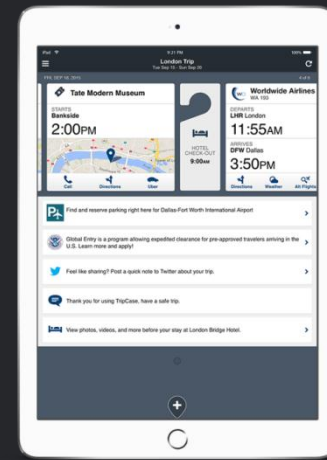 iPad
9:21 PM
100%
London Trip
Tue Sep 15 - Sun Sep 20
FRI, SEP 18, 2015
4 of 6
Tate Modern Museum
STARTS
Bankside
2:00PM
Call
Directions
Uber
HOTEL
CHECK-OUT
9:00AM
Worldwide Airlines
WA 193
DEPARTS
LHR London
11:55AM
ARRIVES
DFW Dallas
3:50PM
Directions
Weather
Alt Flights
Find and reserve parking right here for Dallas-Fort Worth International Airport
Global Entry is a program allowing expedited clearance for pre-approved travelers arriving in the
U.S. Learn more and apply!
Feel like sharing? Post a quick note to Twitter about your trip.
Thank you for using TripCase, have a safe trip.
View photos, videos, and more before your stay at London Bridge Hotel.